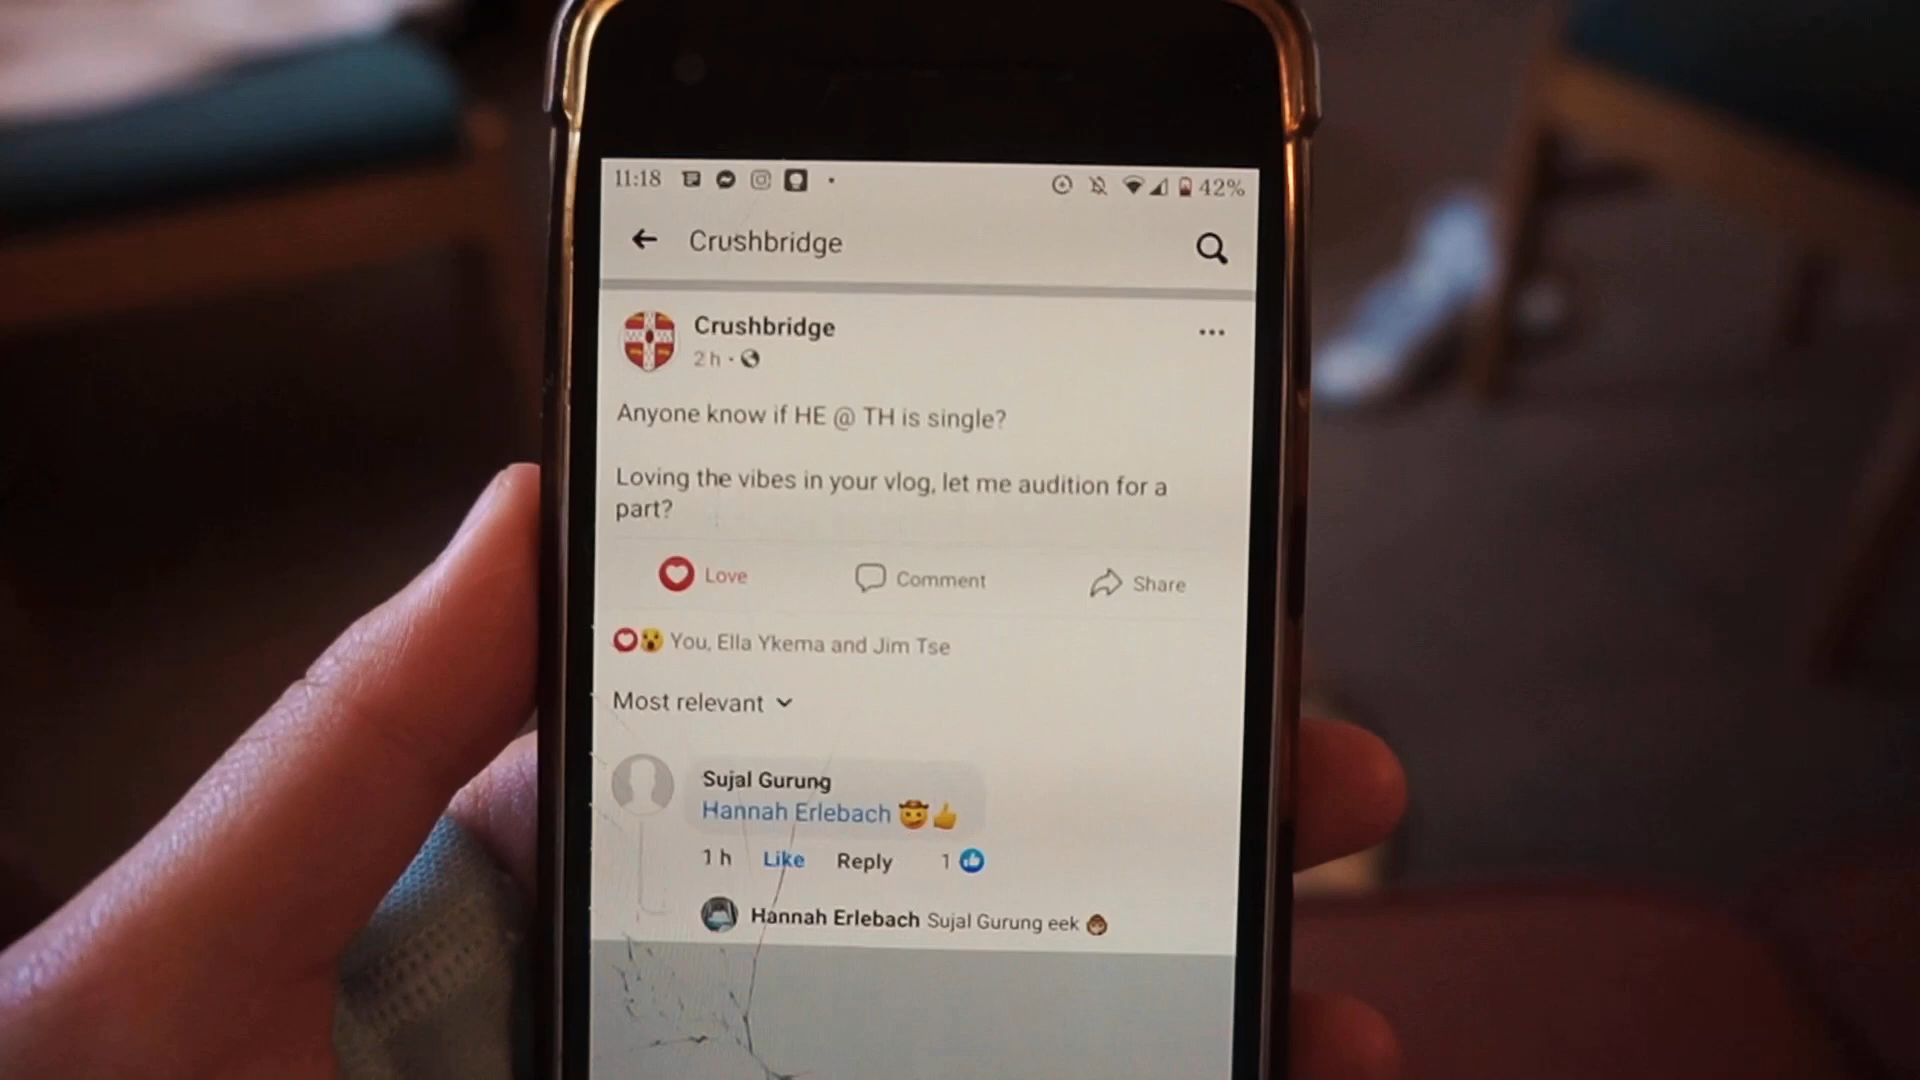 11:18 42%
Crushbridge
Crushbridge
2 h
Anyone know if HE @ TH is single?
Loving the vibes in your vlog, let me audition for a
part?
Love Comment Share
You, Ella Ykema and Jim Tse
Most relevant
Sujal Gurung
Hannah Erlebach 🤠👍
1 h Like Reply 1
Hannah Erlebach Sujal Gurung eek 🙊